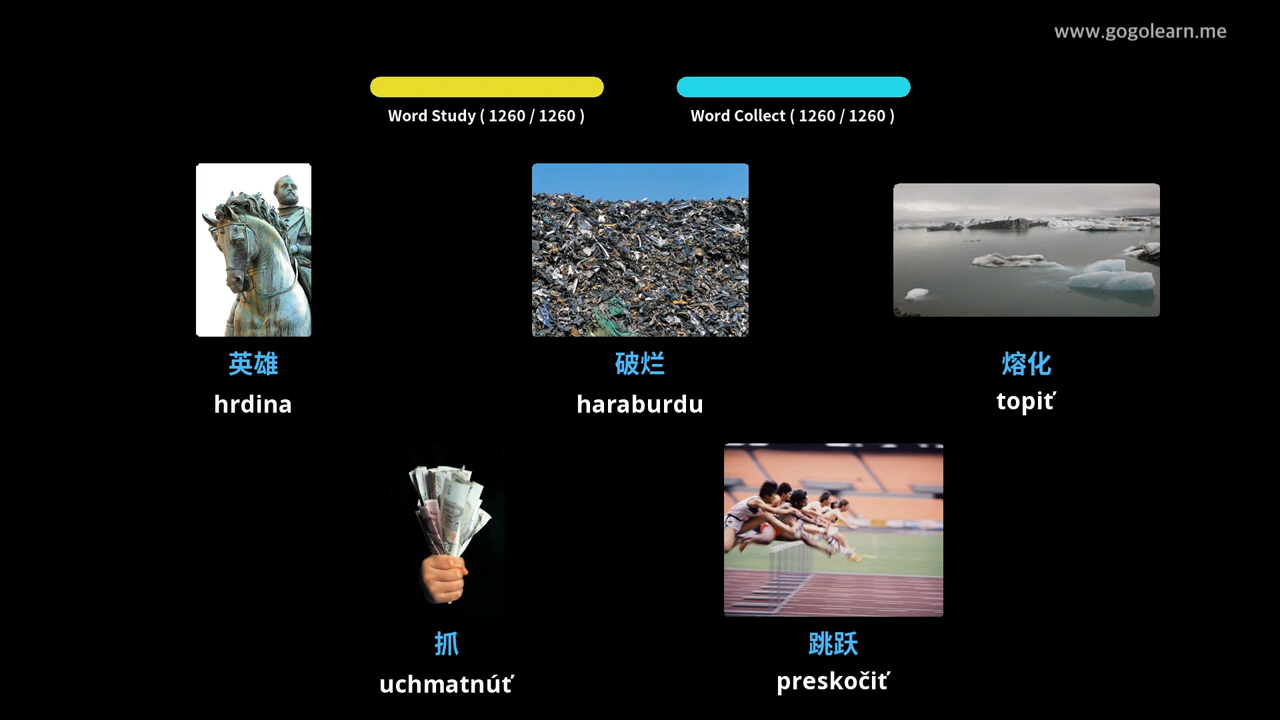 www.gogolearn.me
Word Study ( 1260 / 1260 )
Word Collect ( 1260 / 1260 )
英雄
hrdina
破烂
haraburdu
熔化
topiť
抓
uchmatnúť
跳跃
preskočiť